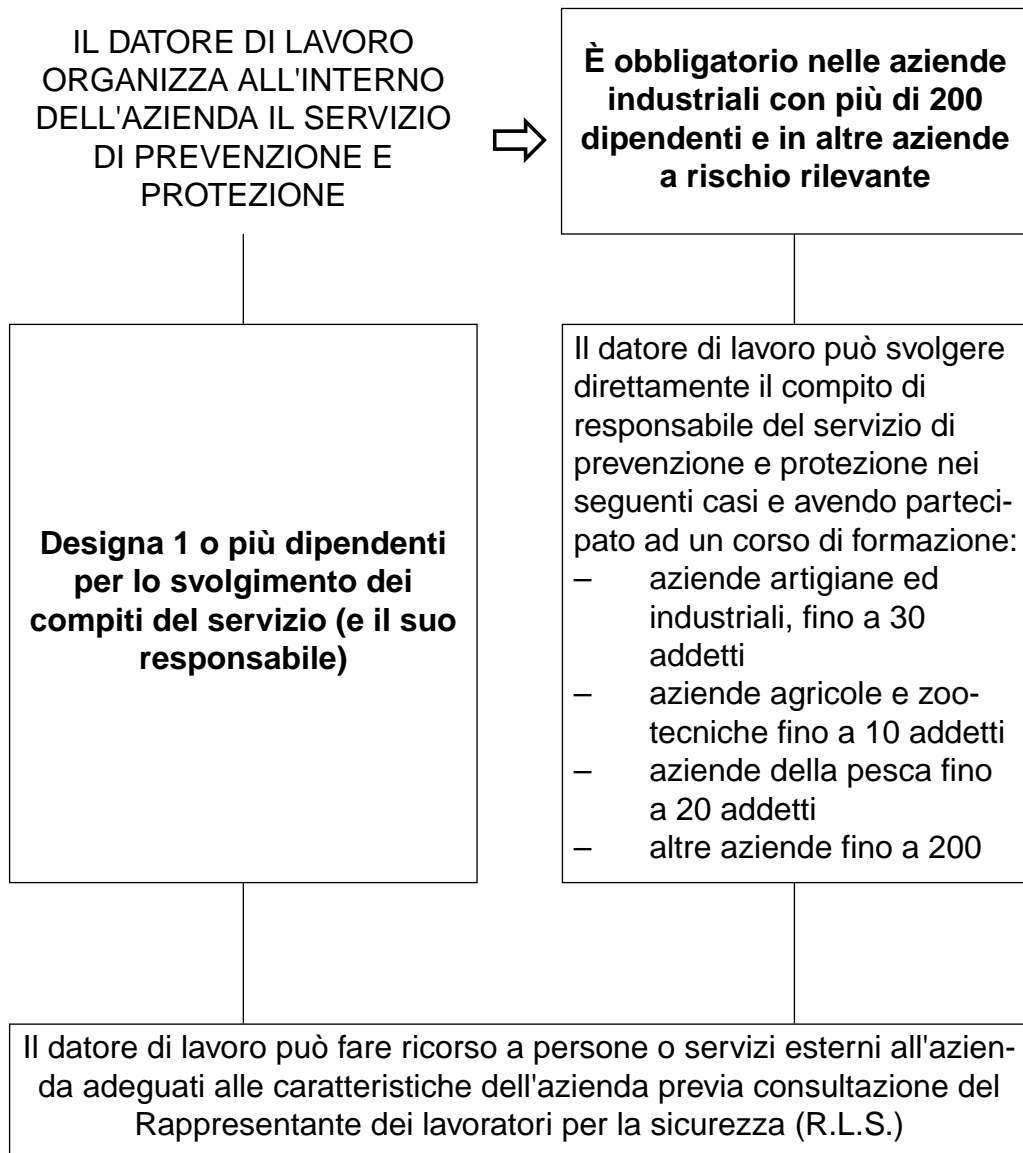 IL DATORE DI LAVORO
ORGANIZZA ALL'INTERNO
DELL'AZIENDA IL SERVIZIO
DI PREVENZIONE E
PROTEZIONE
È obbligatorio nelle aziende
industriali con più di 200
dipendenti e in altre aziende
a rischio rilevante
Designa 1 o più dipendenti
per lo svolgimento dei
compiti del servizio (e il suo
responsabile)
Il datore di lavoro può svolgere
direttamente il compito di
responsabile del servizio di
prevenzione e protezione nei
seguenti casi e avendo parteci-
pato ad un corso di formazione:
– aziende artigiane ed
industriali, fino a 30
addetti
– aziende agricole e zoo-
tecniche fino a 10 addetti
– aziende della pesca fino
a 20 addetti
– altre aziende fino a 200
Il datore di lavoro può fare ricorso a persone o servizi esterni all'azien-
da adeguati alle caratteristiche dell'azienda previa consultazione del
Rappresentante dei lavoratori per la sicurezza (R.L.S.)